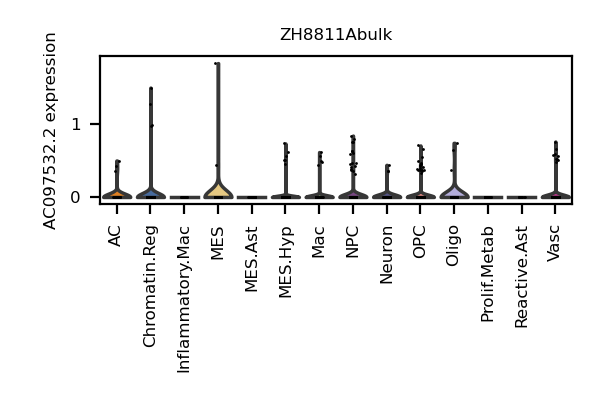 ZH8811Abulk
AC097532.2 expression
1
0
AC
Chromatin.Reg
Inflammatory.Mac
MES
MES.Ast
MES.Hyp
Mac
NPC
Neuron
OPC
Oligo
Prolif.Metab
Reactive.Ast
Vasc